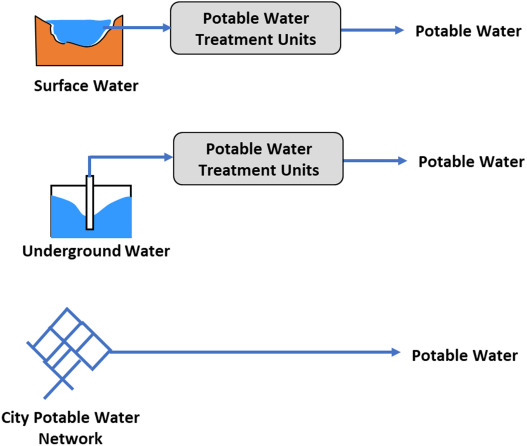 Potable Water
Treatment Units
Potable Water
Surface Water
Potable Water
Treatment Units
Potable Water
Underground Water
Potable Water
City Potable Water
Network